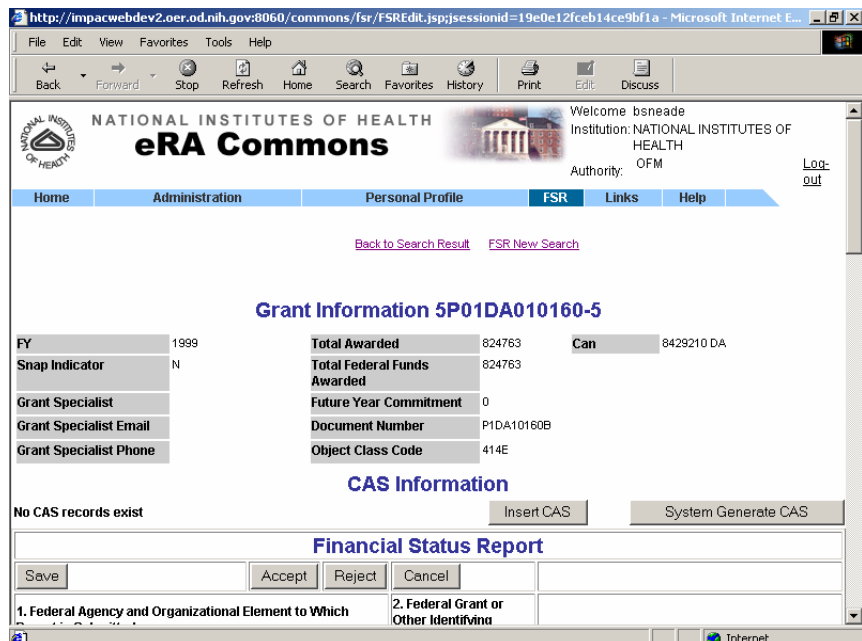 http://impacwebdev2.oer.od.nih.gov:8060/commons/fsr/FSREdit.jsp;jsessionid=19e0e12fceb14ce9bf1a - Microsoft Internet E...
File Edit View Favorites Tools Help
Back Forward Stop Refresh Home Search Favorites History Print Edit Discuss
NATIONAL INSTITUTES OF HEALTH
eRA Commons
NATIONAL INSTITUTES OF HEALTH
Welcome bsneade
Institution: NATIONAL INSTITUTES OF
HEALTH
Authority: OFM
Log-
out
Home Administration Personal Profile FSR Links Help
Back to Search Result FSR New Search
Grant Information 5P01DA010160-5
FY 1999 Total Awarded 824763 Can 8429210 DA
Snap Indicator N Total Federal Funds 824763
Awarded
Grant Specialist Future Year Commitment 0
Grant Specialist Email Document Number P1DA10160B
Grant Specialist Phone Object Class Code 414E
CAS Information
No CAS records exist Insert CAS System Generate CAS
Financial Status Report
Save Accept Reject Cancel
1. Federal Agency and Organizational Element to Which 2. Federal Grant or
Other Identifying
Internet